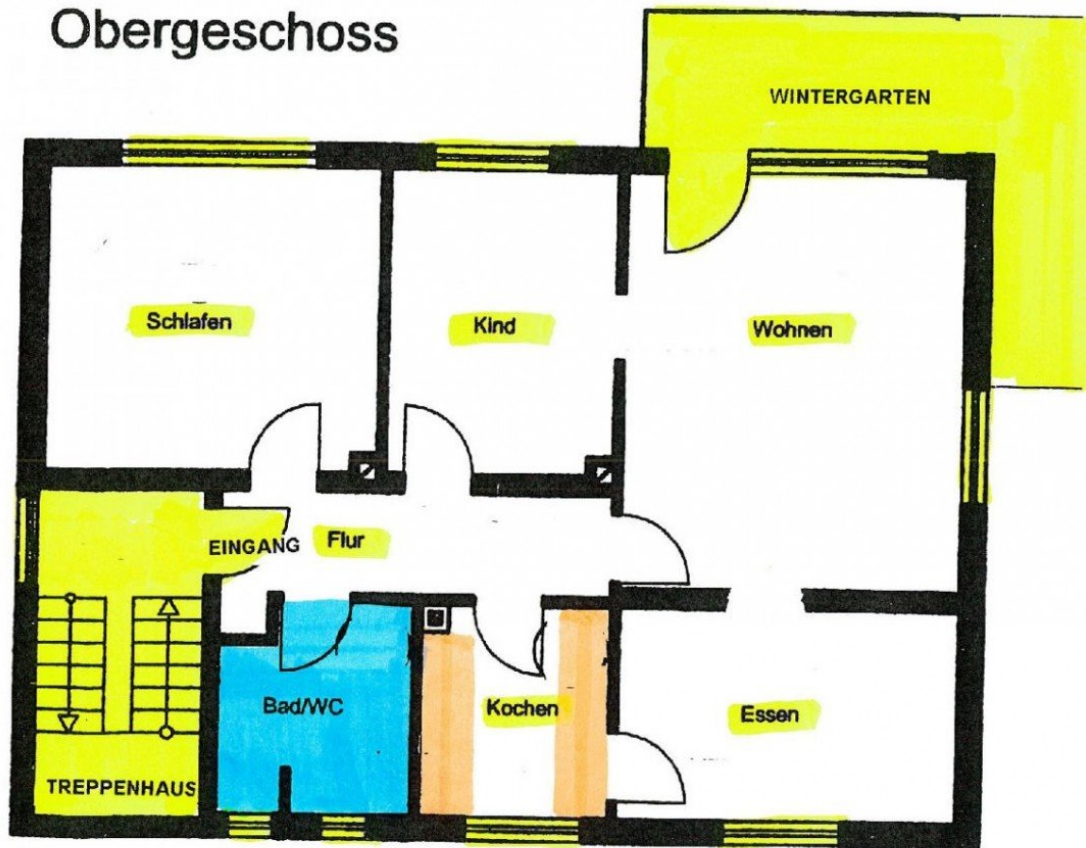 Obergeschoss
WINTERGARTEN
Schlafen
Kind
Wohnen
EINGANG
Flur
Bad/WC
Kochen
Essen
TREPPENHAUS